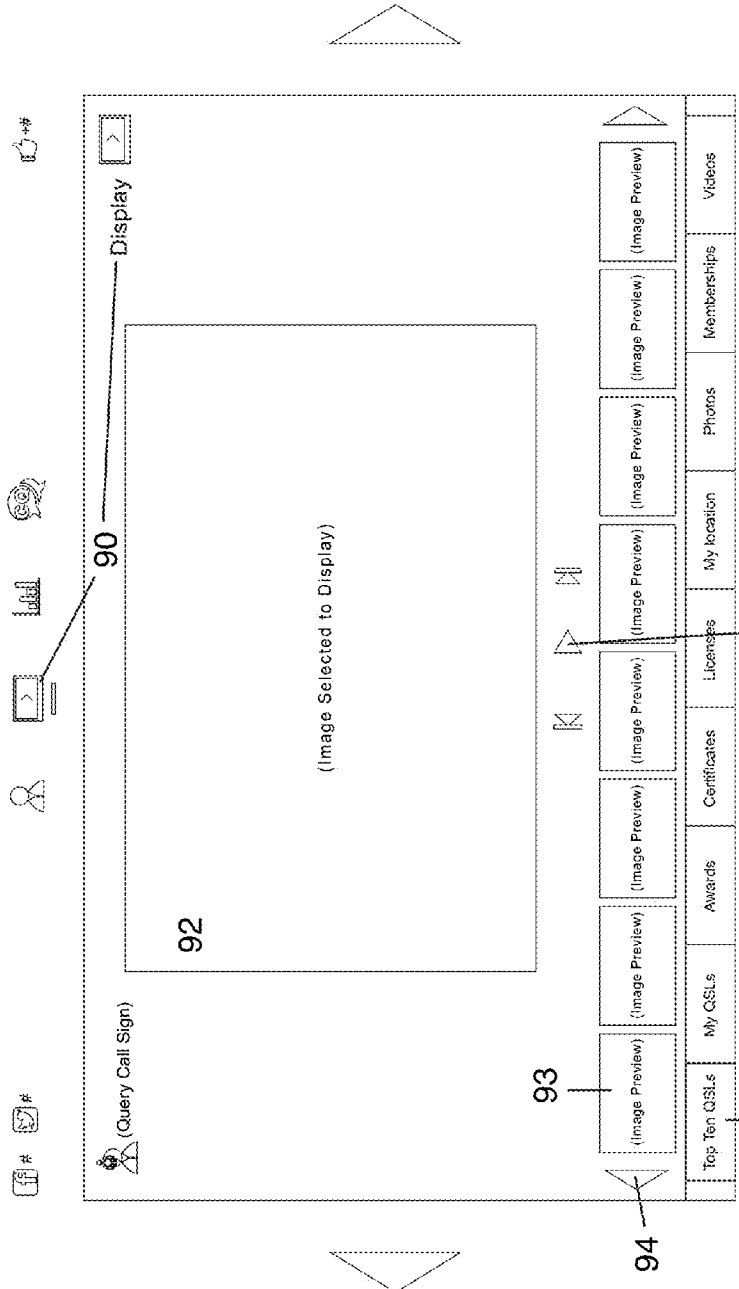 f # #
CQ
+#
90
Display
(Query Call Sign)
92
(Image Selected to Display)
93
94
(Image Preview) (Image Preview) (Image Preview) (Image Preview) (Image Preview) (Image Preview) (Image Preview) (Image Preview)
Top Ten QSLs My QSLs Awards Certificates Licenses My location Photos Memberships Videos